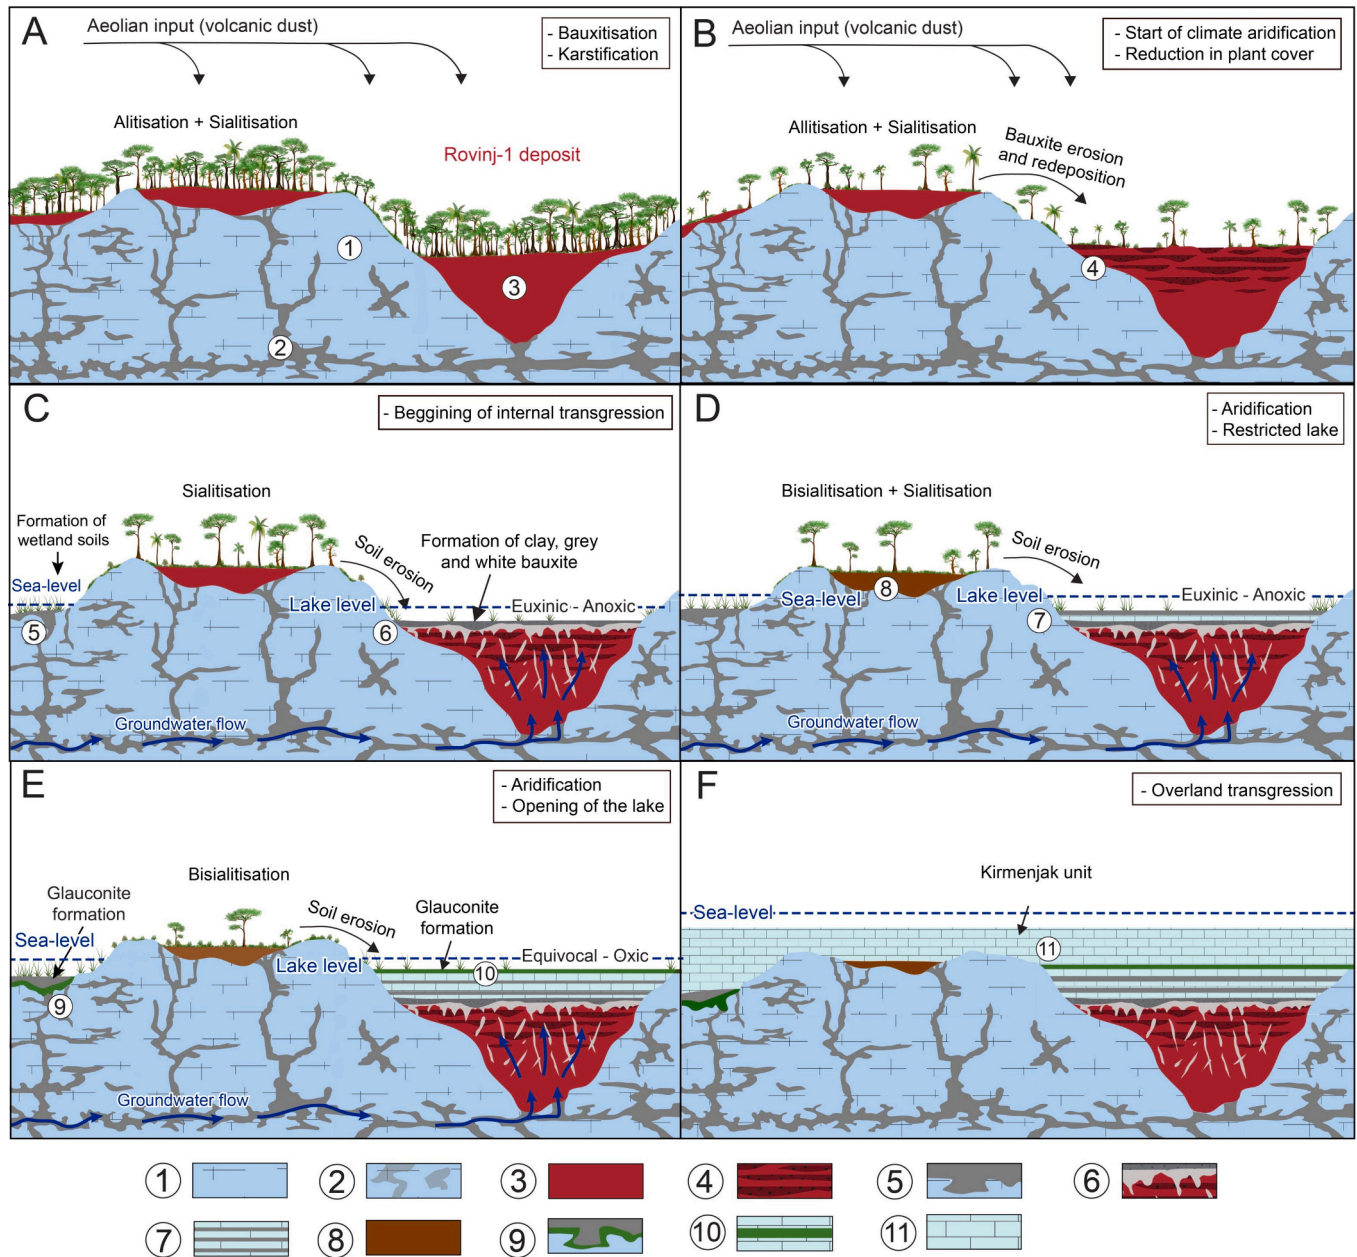 A
Aeolian input (volcanic dust)
- Bauxitisation
- Karstification
Alitisation + Sialitisation
Rovinj-1 deposit
1
2
3
B
Aeolian input (volcanic dust)
- Start of climate aridification
- Reduction in plant cover
Allitisation + Sialitisation
Bauxite erosion
and redeposition
4
C
- Beggining of internal transgression
Sialitisation
Formation of
wetland soils
Sea-level
Soil erosion
Formation of clay, grey
and white bauxite
Lake level
Euxinic - Anoxic
5
6
Groundwater flow
D
- Aridification
- Restricted lake
Bisialitisation + Sialitisation
Soil erosion
8
Sea-level
Lake level
Euxinic - Anoxic
7
Groundwater flow
E
- Aridification
- Opening of the lake
Bisialitisation
Glauconite
formation
Soil erosion
Glauconite
formation
Sea-level
Lake level
Equivocal - Oxic
10
9
Groundwater flow
F
- Overland transgression
Kirmenjak unit
Sea-level
11
1
2
3
4
5
6
7
8
9
10
11